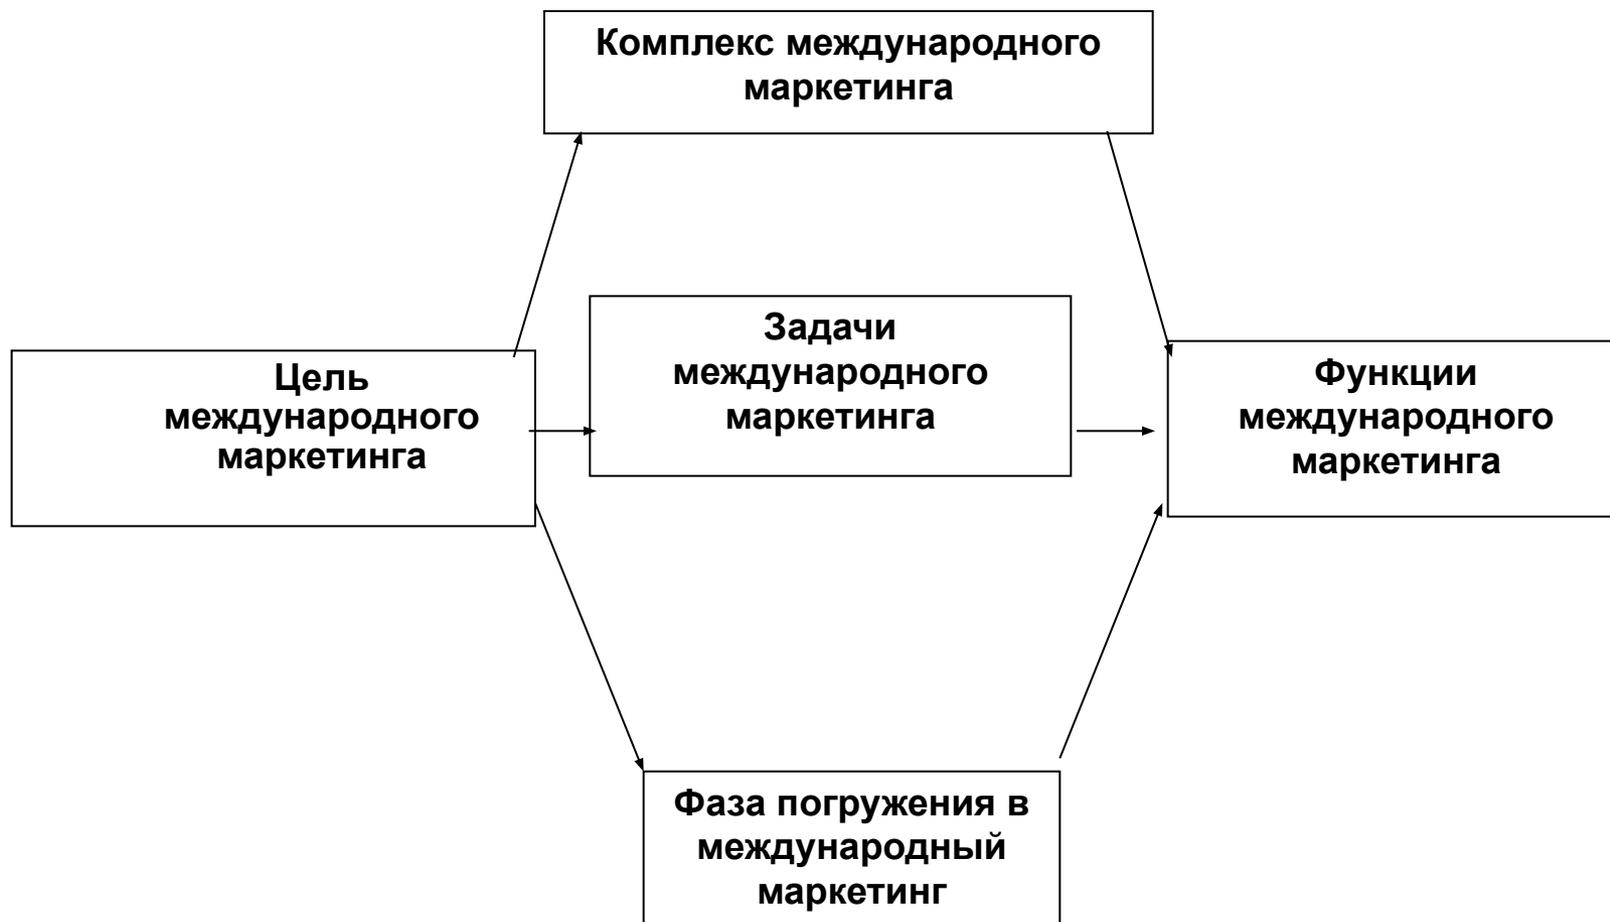 Комплекс международного
маркетинга
Задачи
международного
маркетинга
Цель
международного
маркетинга
Функции
международного
маркетинга
Фаза погружения в
международный
маркетинг